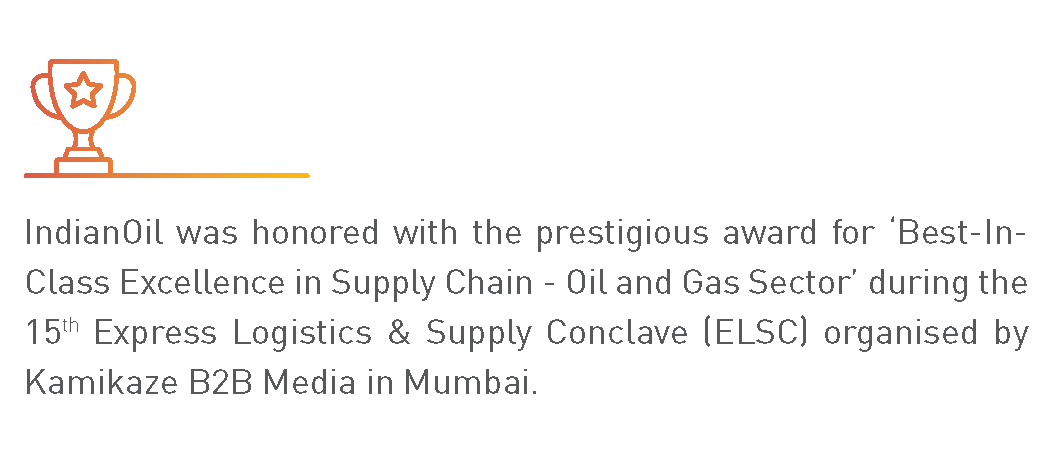 IndianOil was honored with the prestigious award for ‘Best-In-
Class Excellence in Supply Chain - Oil and Gas Sector’ during the
15th Express Logistics & Supply Conclave (ELSC) organised by
Kamikaze B2B Media in Mumbai.